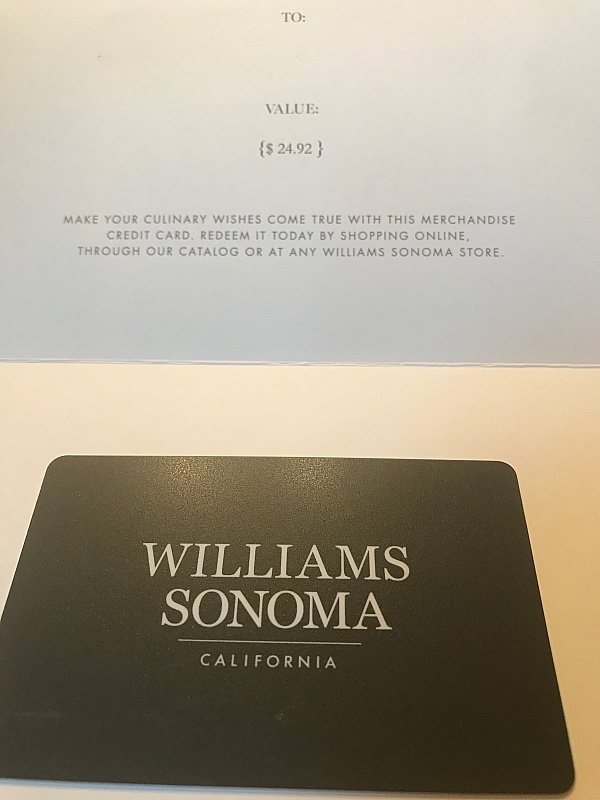 TO:
VALUE:
{$ 24.92 }
MAKE YOUR CULINARY WISHES COME TRUE WITH THIS MERCHANDISE
CREDIT CARD. REDEEM IT TODAY BY SHOPPING ONLINE,
THROUGH OUR CATALOG OR AT ANY WILLIAMS SONOMA STORE.
WILLIAMS
SONOMA
CALIFORNIA